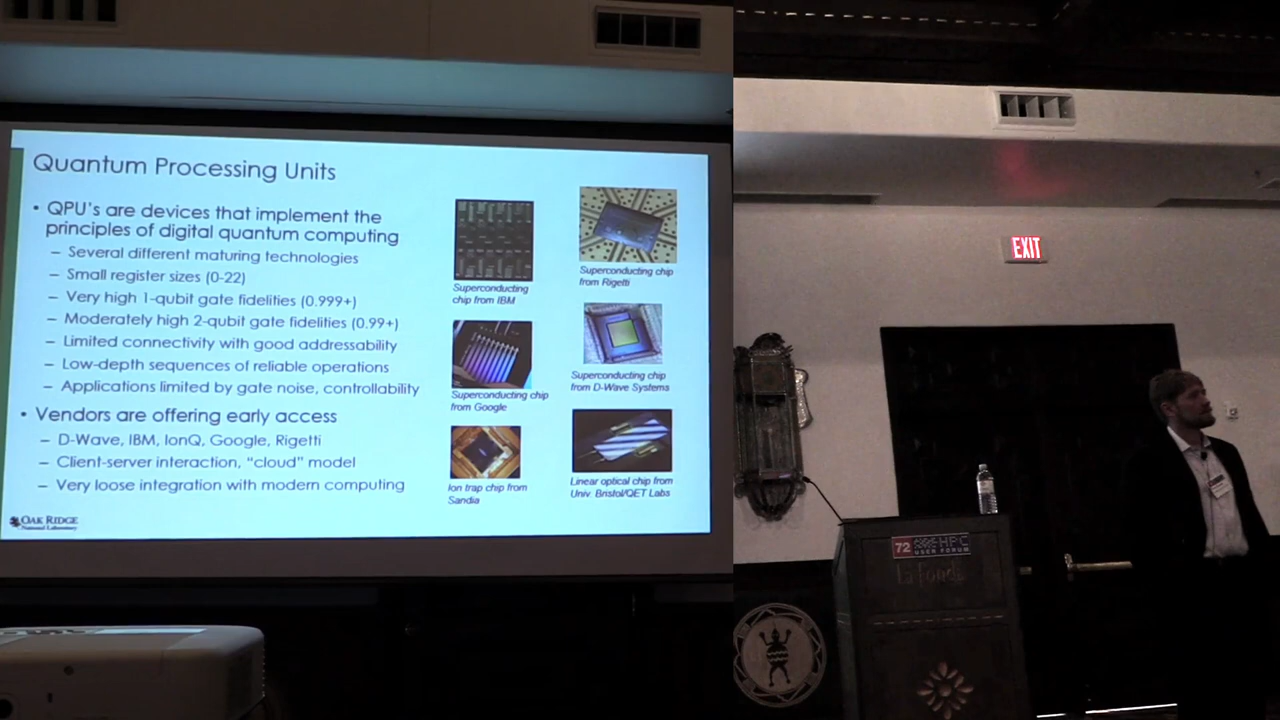 Quantum Processing Units
• QPU's are devices that implement the
principles of digital quantum computing
– Several different maturing technologies
– Small register sizes (0-22)
– Very high 1-qubit gate fidelities (0.999+)
– Moderately high 2-qubit gate fidelities (0.99+)
– Limited connectivity with good addressability
– Low-depth sequences of reliable operations
– Applications limited by gate noise, controllability
• Vendors are offering early access
– D-Wave, IBM, IonQ, Google, Rigetti
– Client-server interaction, "cloud" model
– Very loose integration with modern computing
Superconducting
chip from IBM
Superconducting chip
from Rigetti
Superconducting chip
from Google
Superconducting chip
from D-Wave Systems
Ion trap chip from
Sandia
Linear optical chip from
Univ. Bristol/QET Labs
OAK RIDGE
National Laboratory
EXIT
72 HPC
USER FORUM
La Fonda